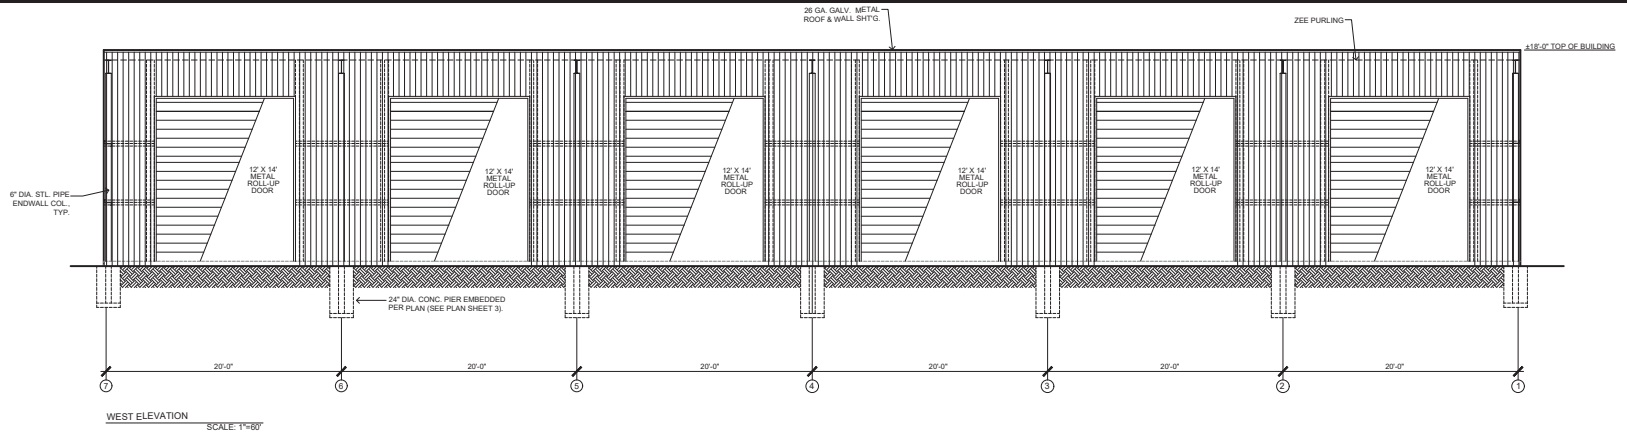 26 GA. GALV. METAL
ROOF & WALL SHT'G.
ZEE PURLING
±18'-0" TOP OF BUILDING
12' X 14'
METAL
ROLL-UP
DOOR
12' X 14'
METAL
ROLL-UP
DOOR
12' X 14'
METAL
ROLL-UP
DOOR
12' X 14'
METAL
ROLL-UP
DOOR
12' X 14'
METAL
ROLL-UP
DOOR
12' X 14'
METAL
ROLL-UP
DOOR
6" DIA. STL. PIPE
ENDWALL COL.,
TYP.
24" DIA. CONC. PIER EMBEDDED
PER PLAN (SEE PLAN SHEET 3).
20'-0" 20'-0" 20'-0" 20'-0" 20'-0" 20'-0"
7 6 5 4 3 2 1
WEST ELEVATION
SCALE: 1"=60'